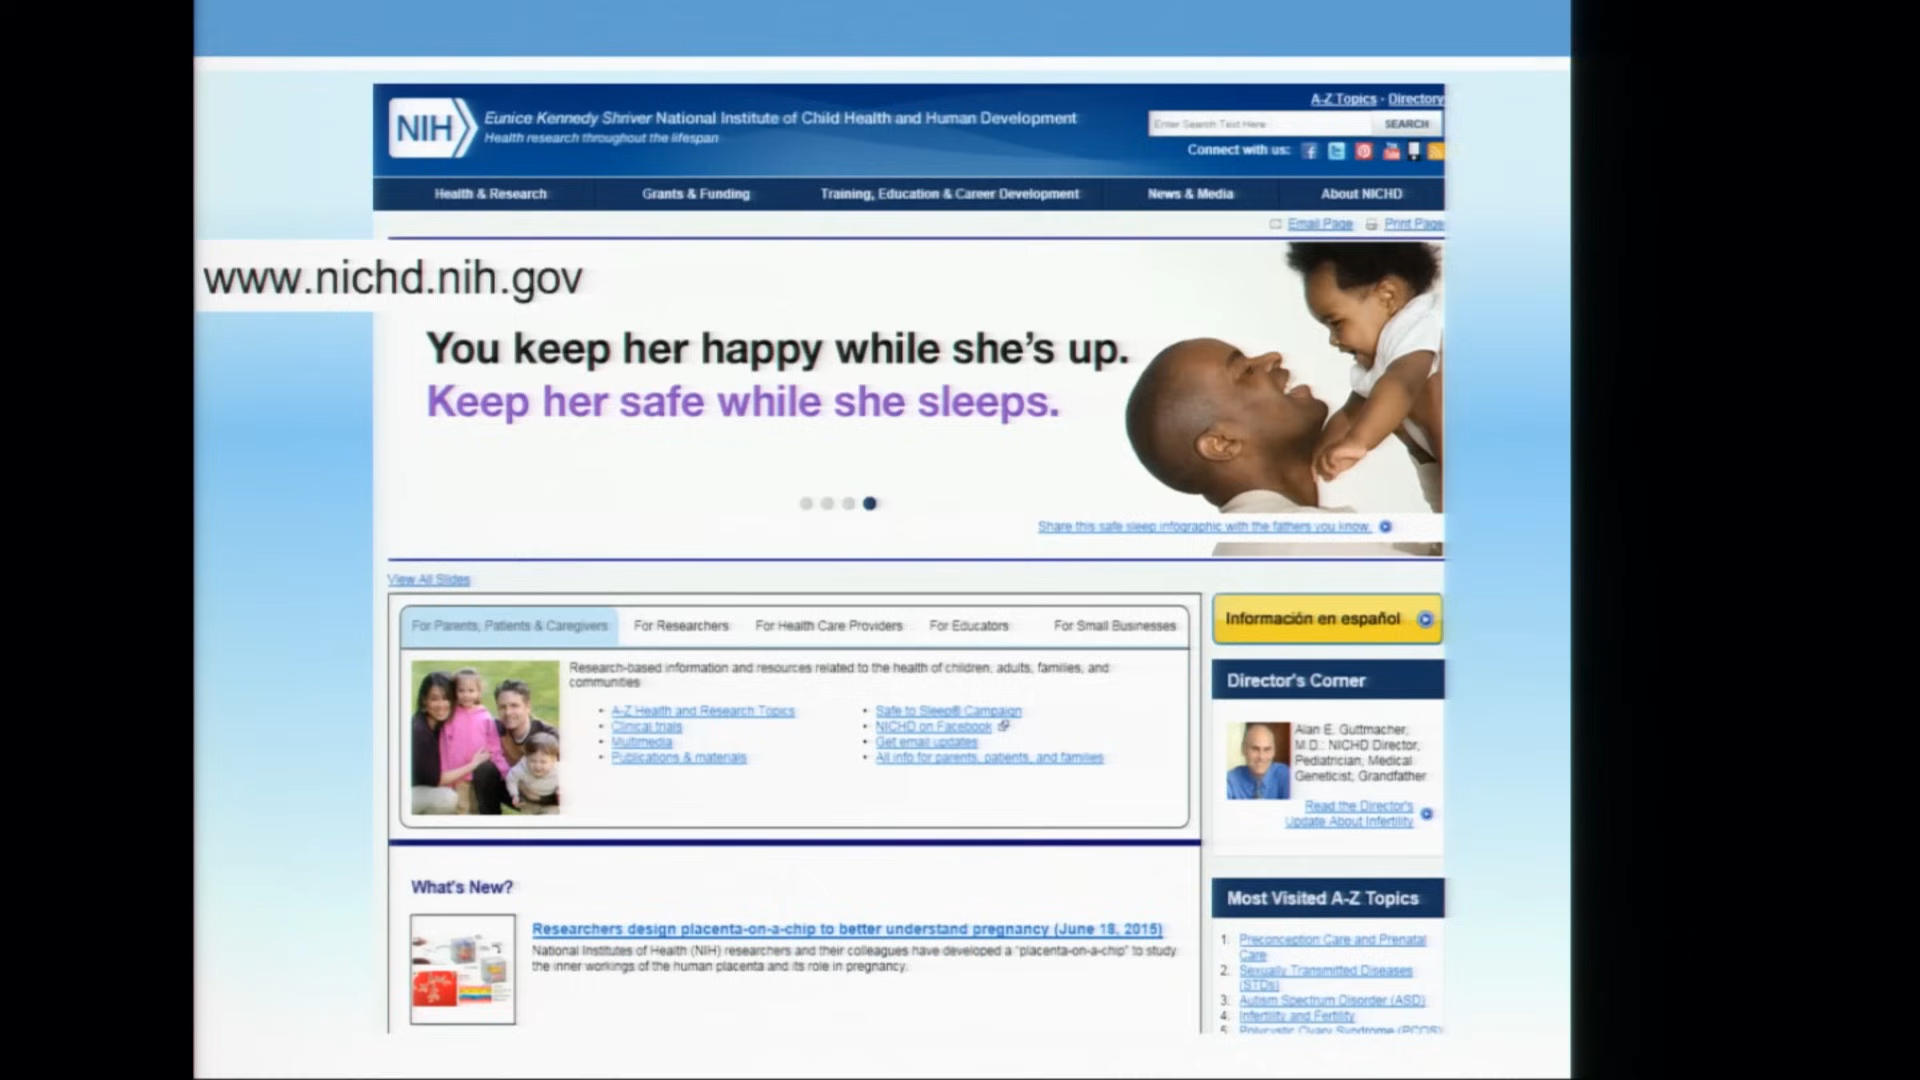 A-Z Topics · Directory
NIH
Eunice Kennedy Shriver National Institute of Child Health and Human Development
Health research throughout the lifespan
Enter Search Text Here
SEARCH
Connect with us:
Health & Research
Grants & Funding
Training, Education & Career Development
News & Media
About NICHD
Email Page
Print Page
www.nichd.nih.gov
You keep her happy while she's up.
Keep her safe while she sleeps.
Share this safe sleep infographic with the fathers you know.
View All Slides
For Parents, Patients & Caregivers
For Researchers
For Health Care Providers
For Educators
For Small Businesses
Research-based information and resources related to the health of children, adults, families, and
communities
• A-Z Health and Research Topics
• Clinical trials
• Multimedia
• Publications & materials
• Safe to Sleep® Campaign
• NICHD on Facebook
• Get email updates
• All info for parents, patients, and families
Información en español
Director's Corner
Alan E. Guttmacher,
M.D.: NICHD Director,
Pediatrician, Medical
Geneticist, Grandfather
Read the Director's
Update About Infertility
What's New?
Researchers design placenta-on-a-chip to better understand pregnancy (June 18, 2015)
National Institutes of Health (NIH) researchers and their colleagues have developed a "placenta-on-a-chip" to study
the inner workings of the human placenta and its role in pregnancy.
Most Visited A-Z Topics
1. Preconception Care and Prenatal
Care
2. Sexually Transmitted Diseases
(STDs)
3. Autism Spectrum Disorder (ASD)
4. Infertility and Fertility
5. Polycystic Ovary Syndrome (PCOS)